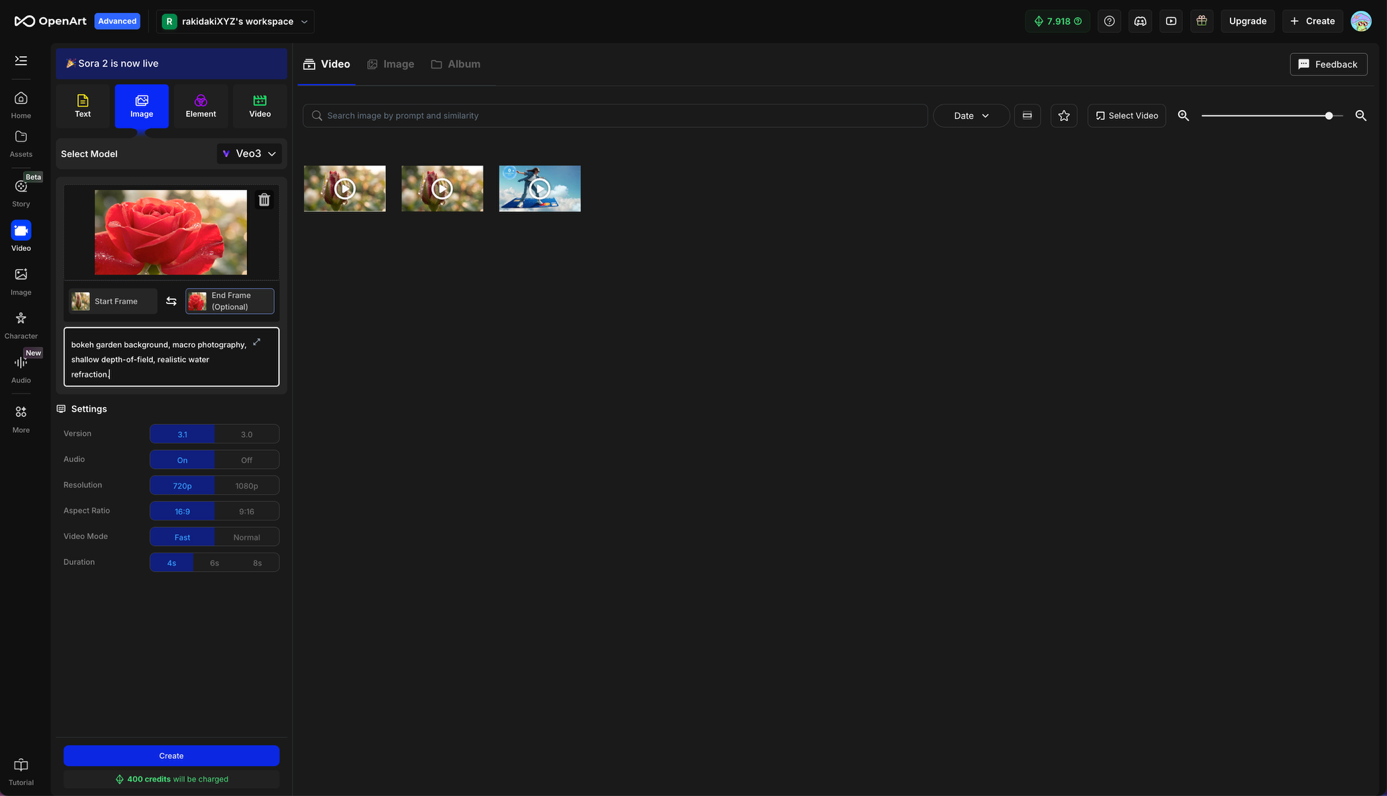 OpenArt
Advanced
R
rakidakiXYZ's workspace
7.918
Upgrade
Create
🎉 Sora 2 is now live
Text
Image
Element
Video
Select Model
Veo3
Home
Assets
Beta
Story
Video
Image
Character
New
Audio
More
Tutorial
Start Frame
End Frame
(Optional)
bokeh garden background, macro photography,
shallow depth-of-field, realistic water
refraction.
Settings
Version
3.1
3.0
Audio
On
Off
Resolution
720p
1080p
Aspect Ratio
16:9
9:16
Video Mode
Fast
Normal
Duration
4s
6s
8s
Create
400 credits will be charged
Video
Image
Album
Feedback
Search image by prompt and similarity
Date
Select Video